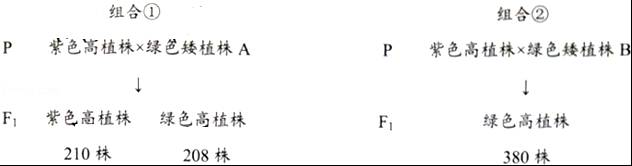 组合① 组合②
P 紫色高植株×绿色矮植株 A P 紫色高植株×绿色矮植株 B
↓ ↓
F₁ 紫色高植株 绿色高植株 F₁ 绿色高植株
210 株 208 株 380 株